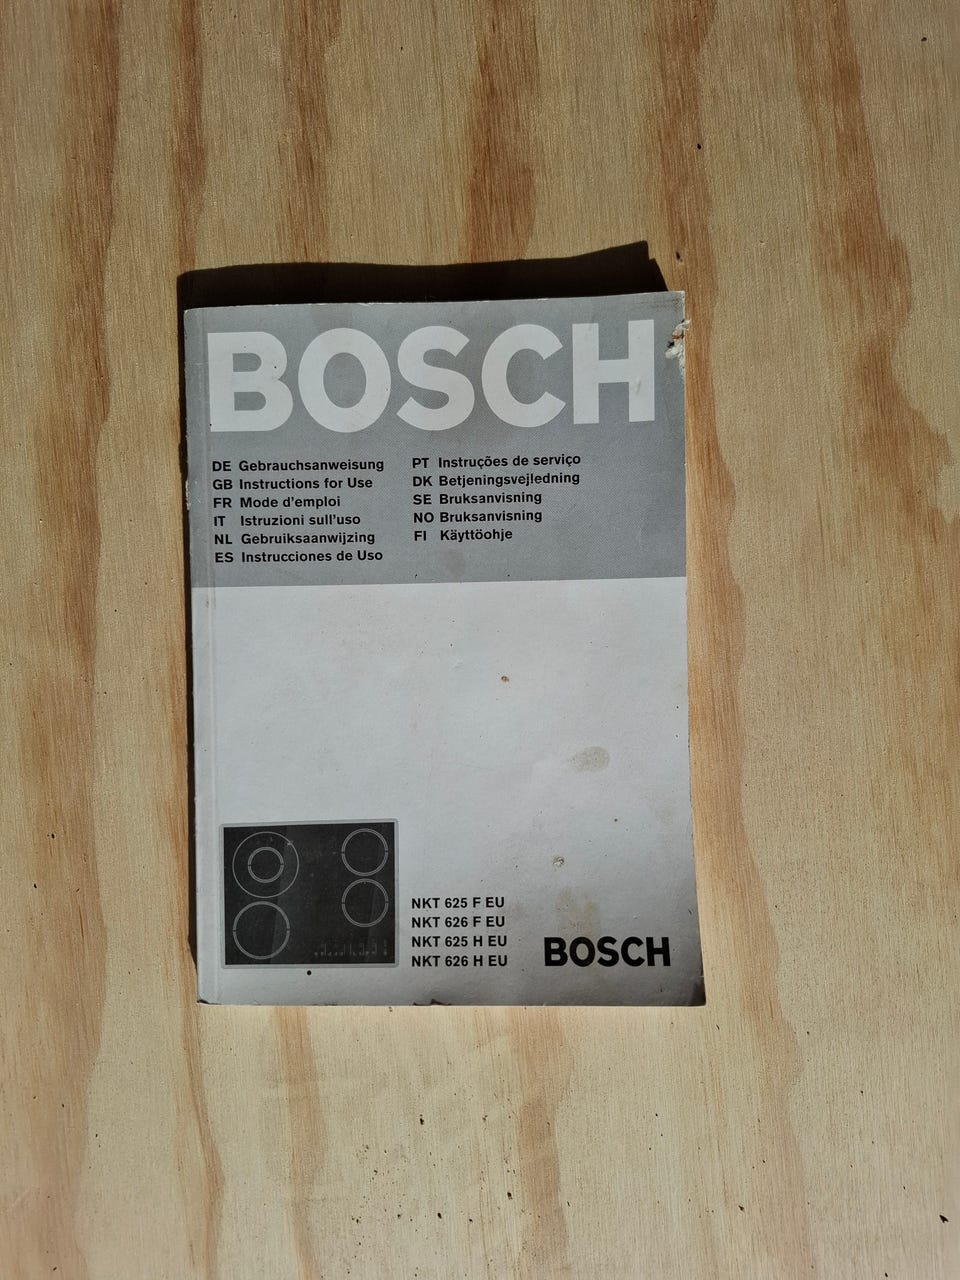 BOSCH
DE Gebrauchsanweisung
GB Instructions for Use
FR Mode d'emploi
IT Istruzioni sull'uso
NL Gebruiksaanwijzing
ES Instrucciones de Uso
PT Instruções de serviço
DK Betjeningsvejledning
SE Bruksanvisning
NO Bruksanvisning
FI Käyttöohje
NKT 625 F EU
NKT 626 F EU
NKT 625 H EU
NKT 626 H EU
BOSCH